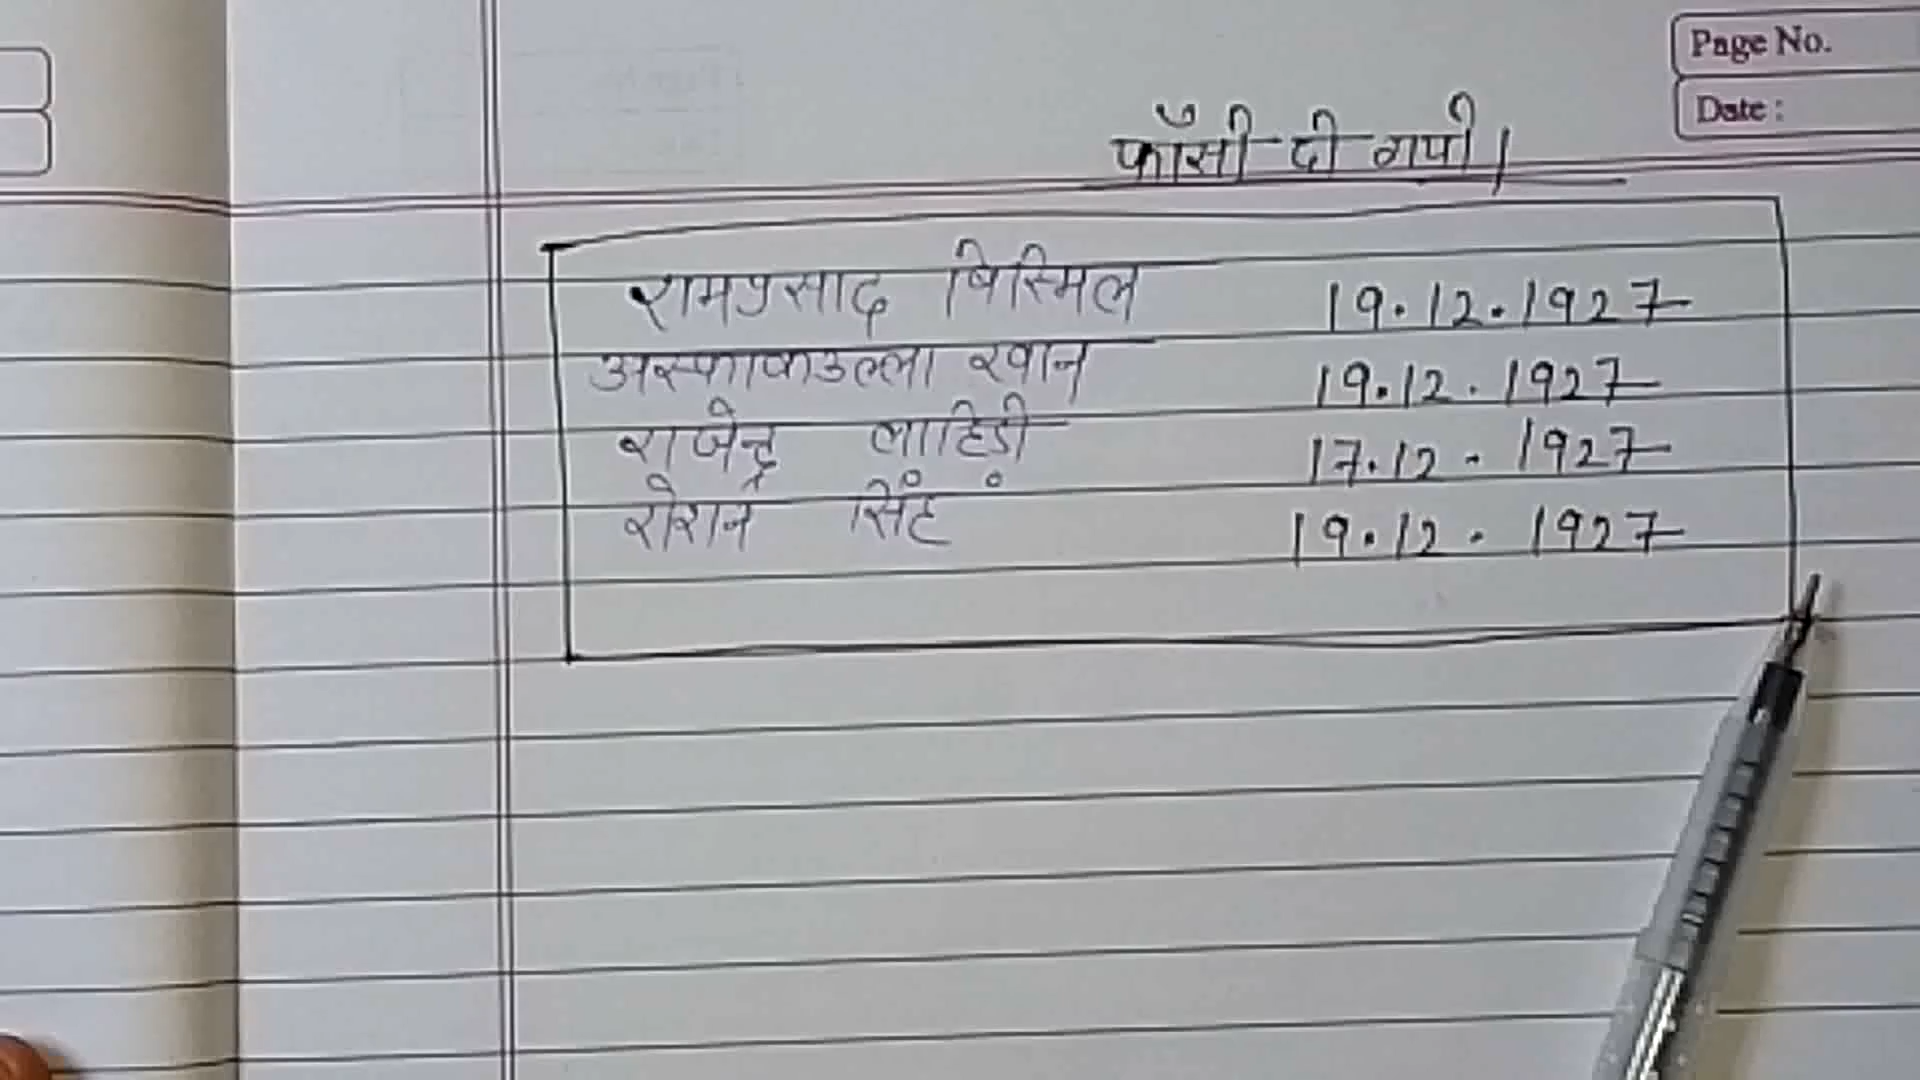 Page No.
Date :
फाँसी दी गयी।
रामप्रसाद बिस्मिल 19.12.1927
अस्फाकउल्ला खान 19.12.1927
राजेन्द्र लाहिडी 17.12.1927
रोशन सिंह 19.12.1927